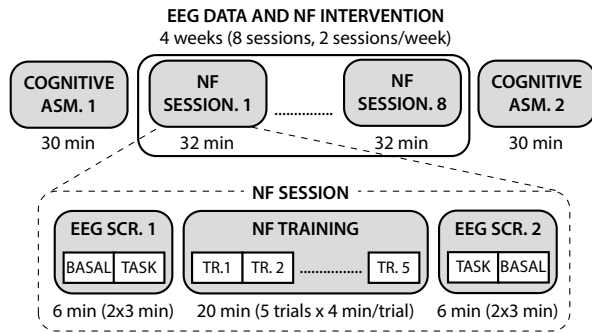 EEG DATA AND NF INTERVENTION
4 weeks (8 sessions, 2 sessions/week)
COGNITIVE
ASM. 1
NF
SESSION. 1
................
NF
SESSION. 8
COGNITIVE
ASM. 2
30 min
32 min
32 min
30 min
NF SESSION
EEG SCR. 1
NF TRAINING
EEG SCR. 2
BASAL TASK
TR.1 TR. 2 .................. TR. 5
TASK BASAL
6 min (2x3 min)
20 min (5 trials x 4 min/trial)
6 min (2x3 min)